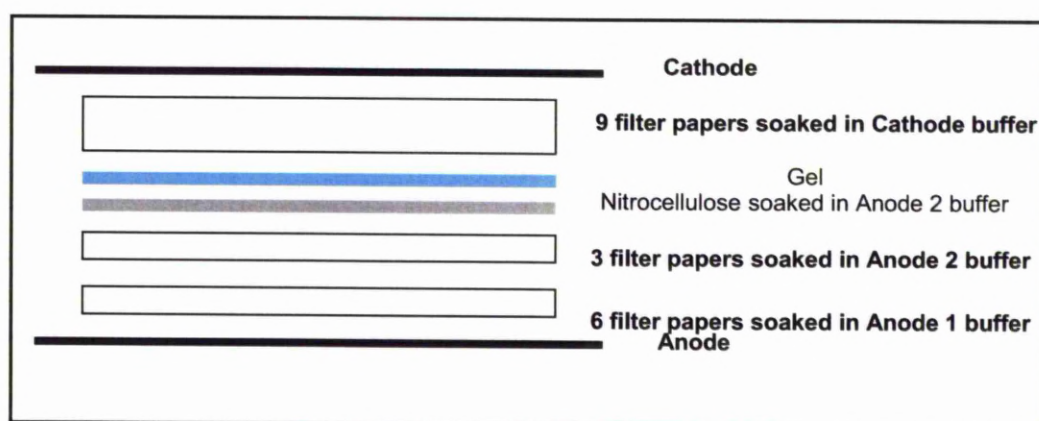 Cathode
9 filter papers soaked in Cathode buffer
Gel
Nitrocellulose soaked in Anode 2 buffer
3 filter papers soaked in Anode 2 buffer
6 filter papers soaked in Anode 1 buffer
Anode